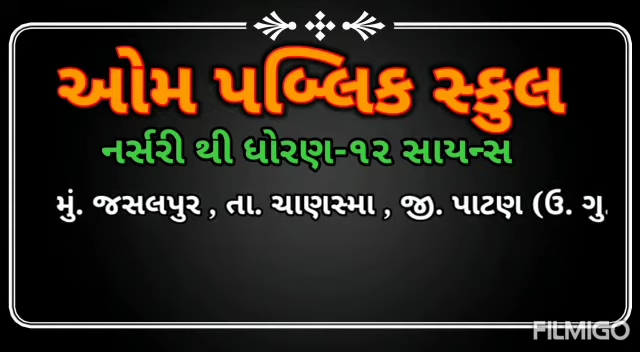 ઓમ પબ્લિક સ્કુલ
નર્સરી થી ધોરણ-૧૨ સાયન્સ
મું. જસલપુર , તા. ચાણસ્મા , જી. પાટણ (ઉ. ગુ.
FILMIGO